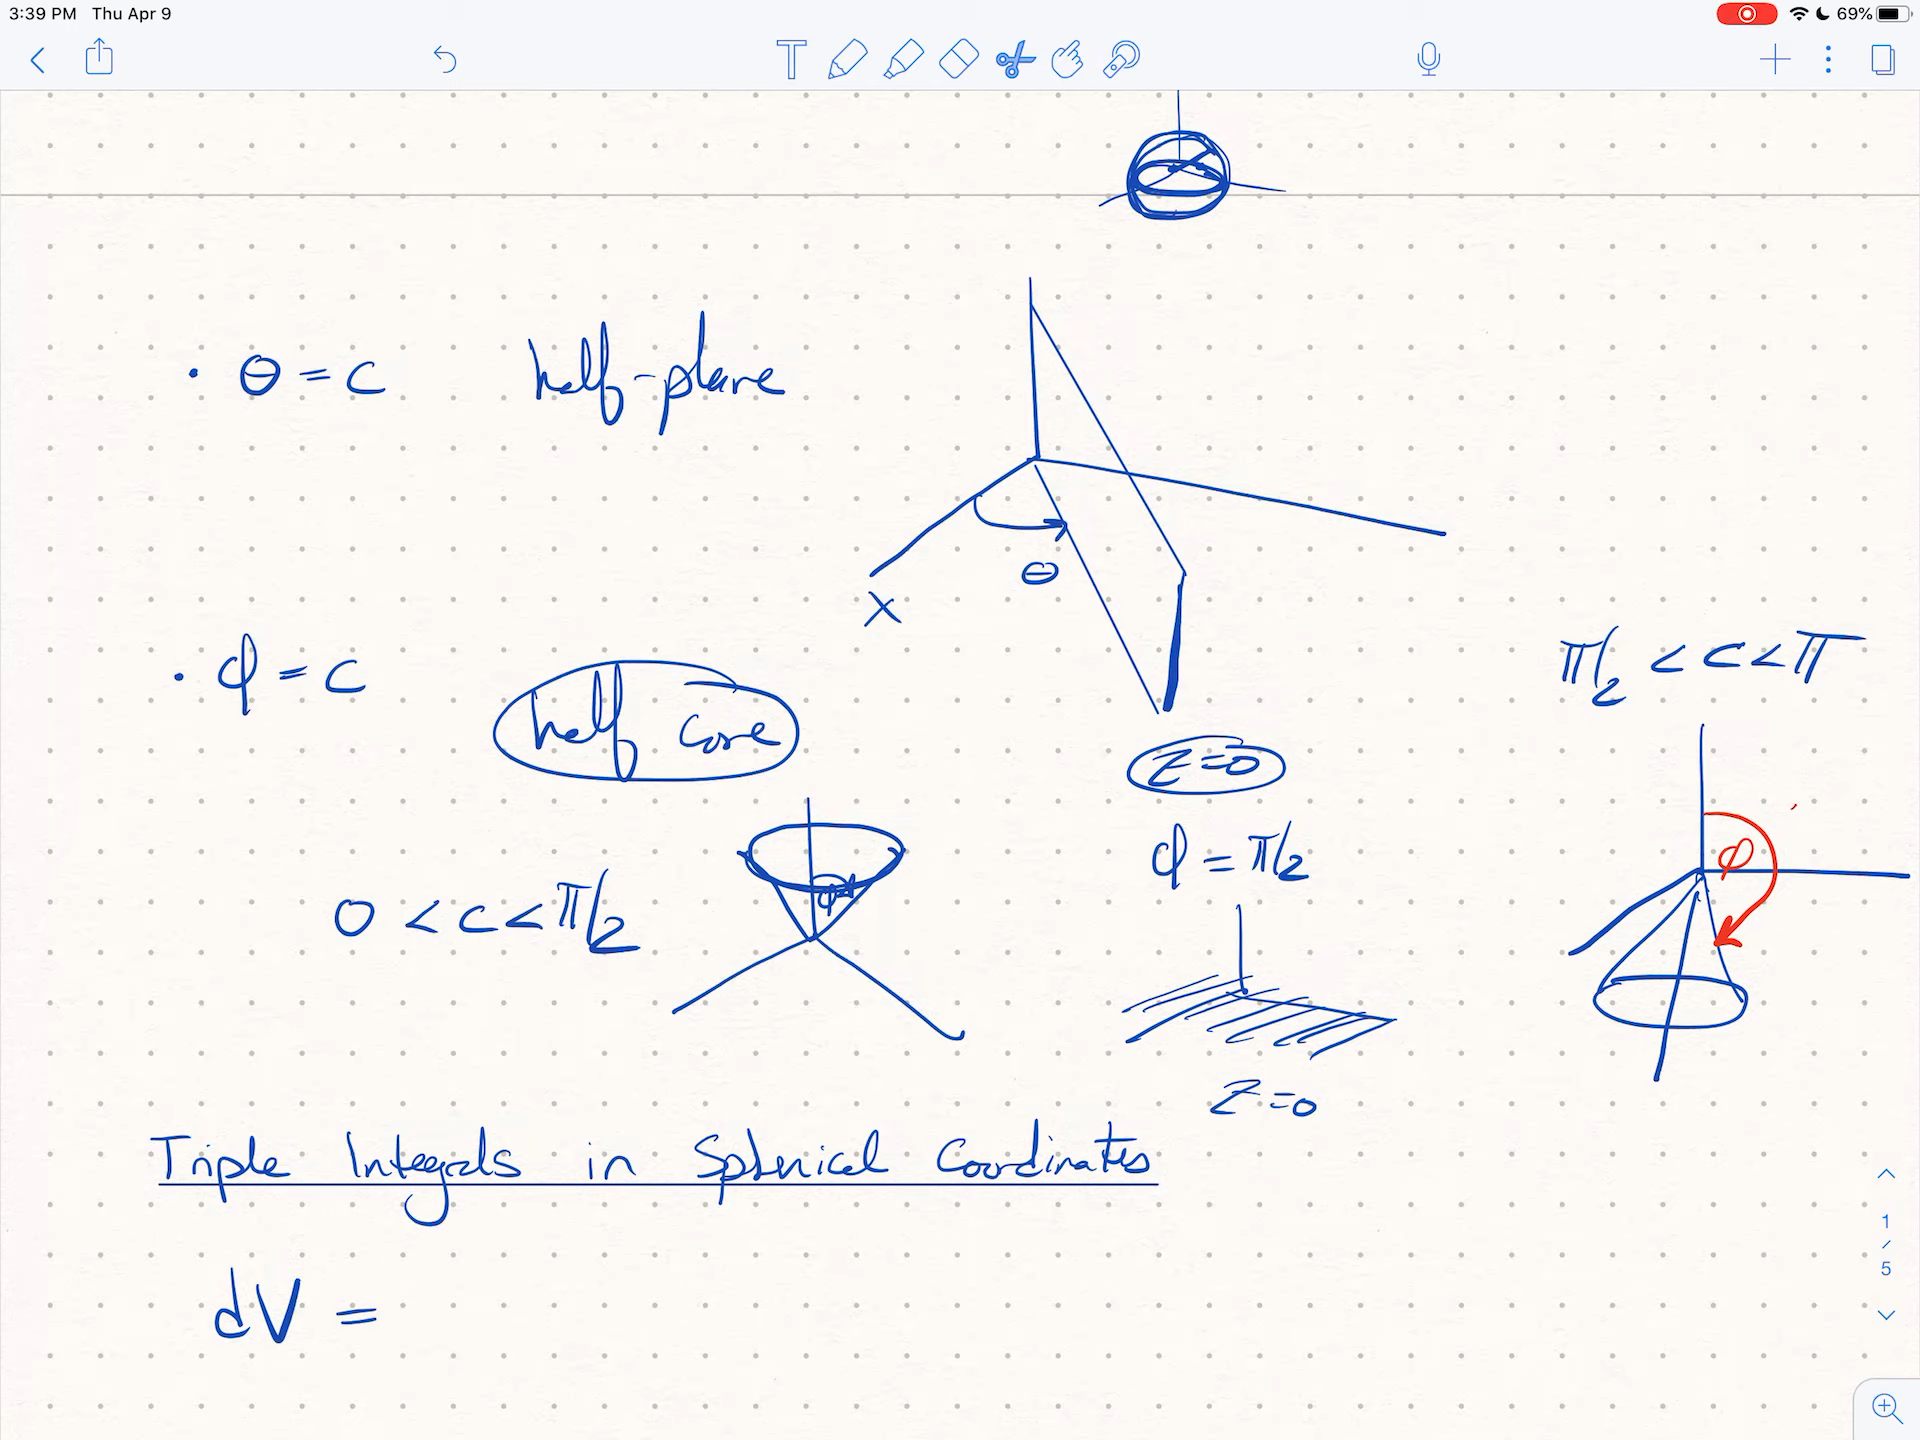 3:39 PM Thu Apr 9
69%
T
· θ = c half-plane
θ
x
· φ = c half cone
z=0
π/2 < c < π
φ = π/2
φ
0 < c < π/2
φ
z=0
Triple Integrals in Spherical Coordinates
1
/
5
dV =